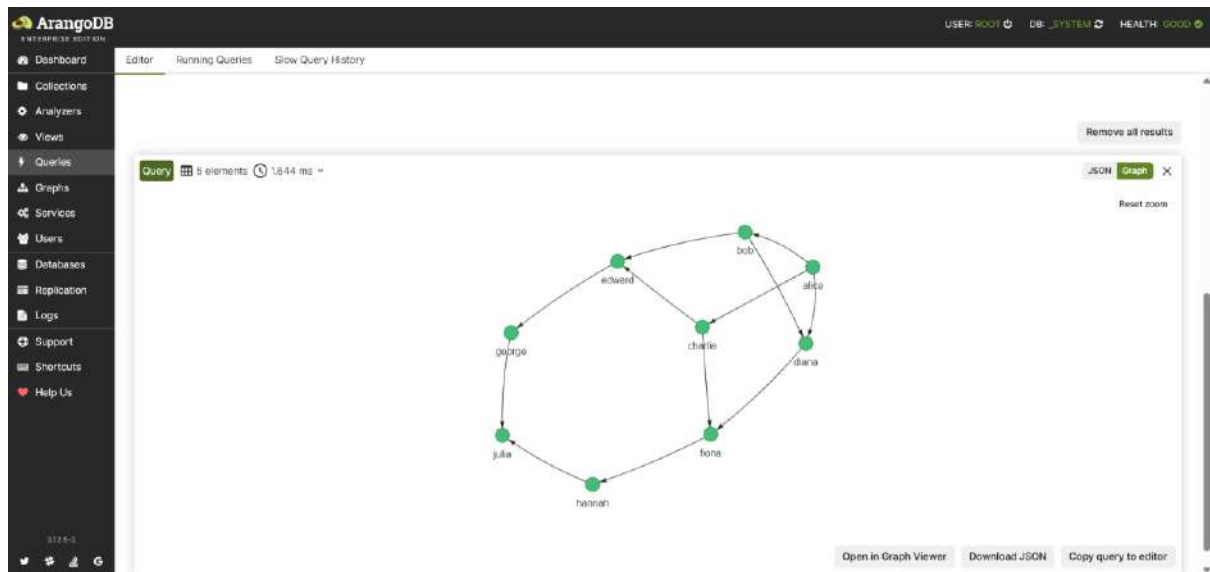 ArangoDB
ENTERPRISE EDITION
USER: ROOT DB: _SYSTEM HEALTH: GOOD
Dashboard
Collections
Analyzers
Views
Queries
Graphs
Services
Users
Databases
Replication
Logs
Support
Shortcuts
Help Us
Editor Running Queries Slow Query History
Remove all results
Query 5 elements 1.644 ms
JSON Graph
Reset zoom
bob
alice
edward
charlie
diana
george
julia
fiona
hannah
Open in Graph Viewer Download JSON Copy query to editor